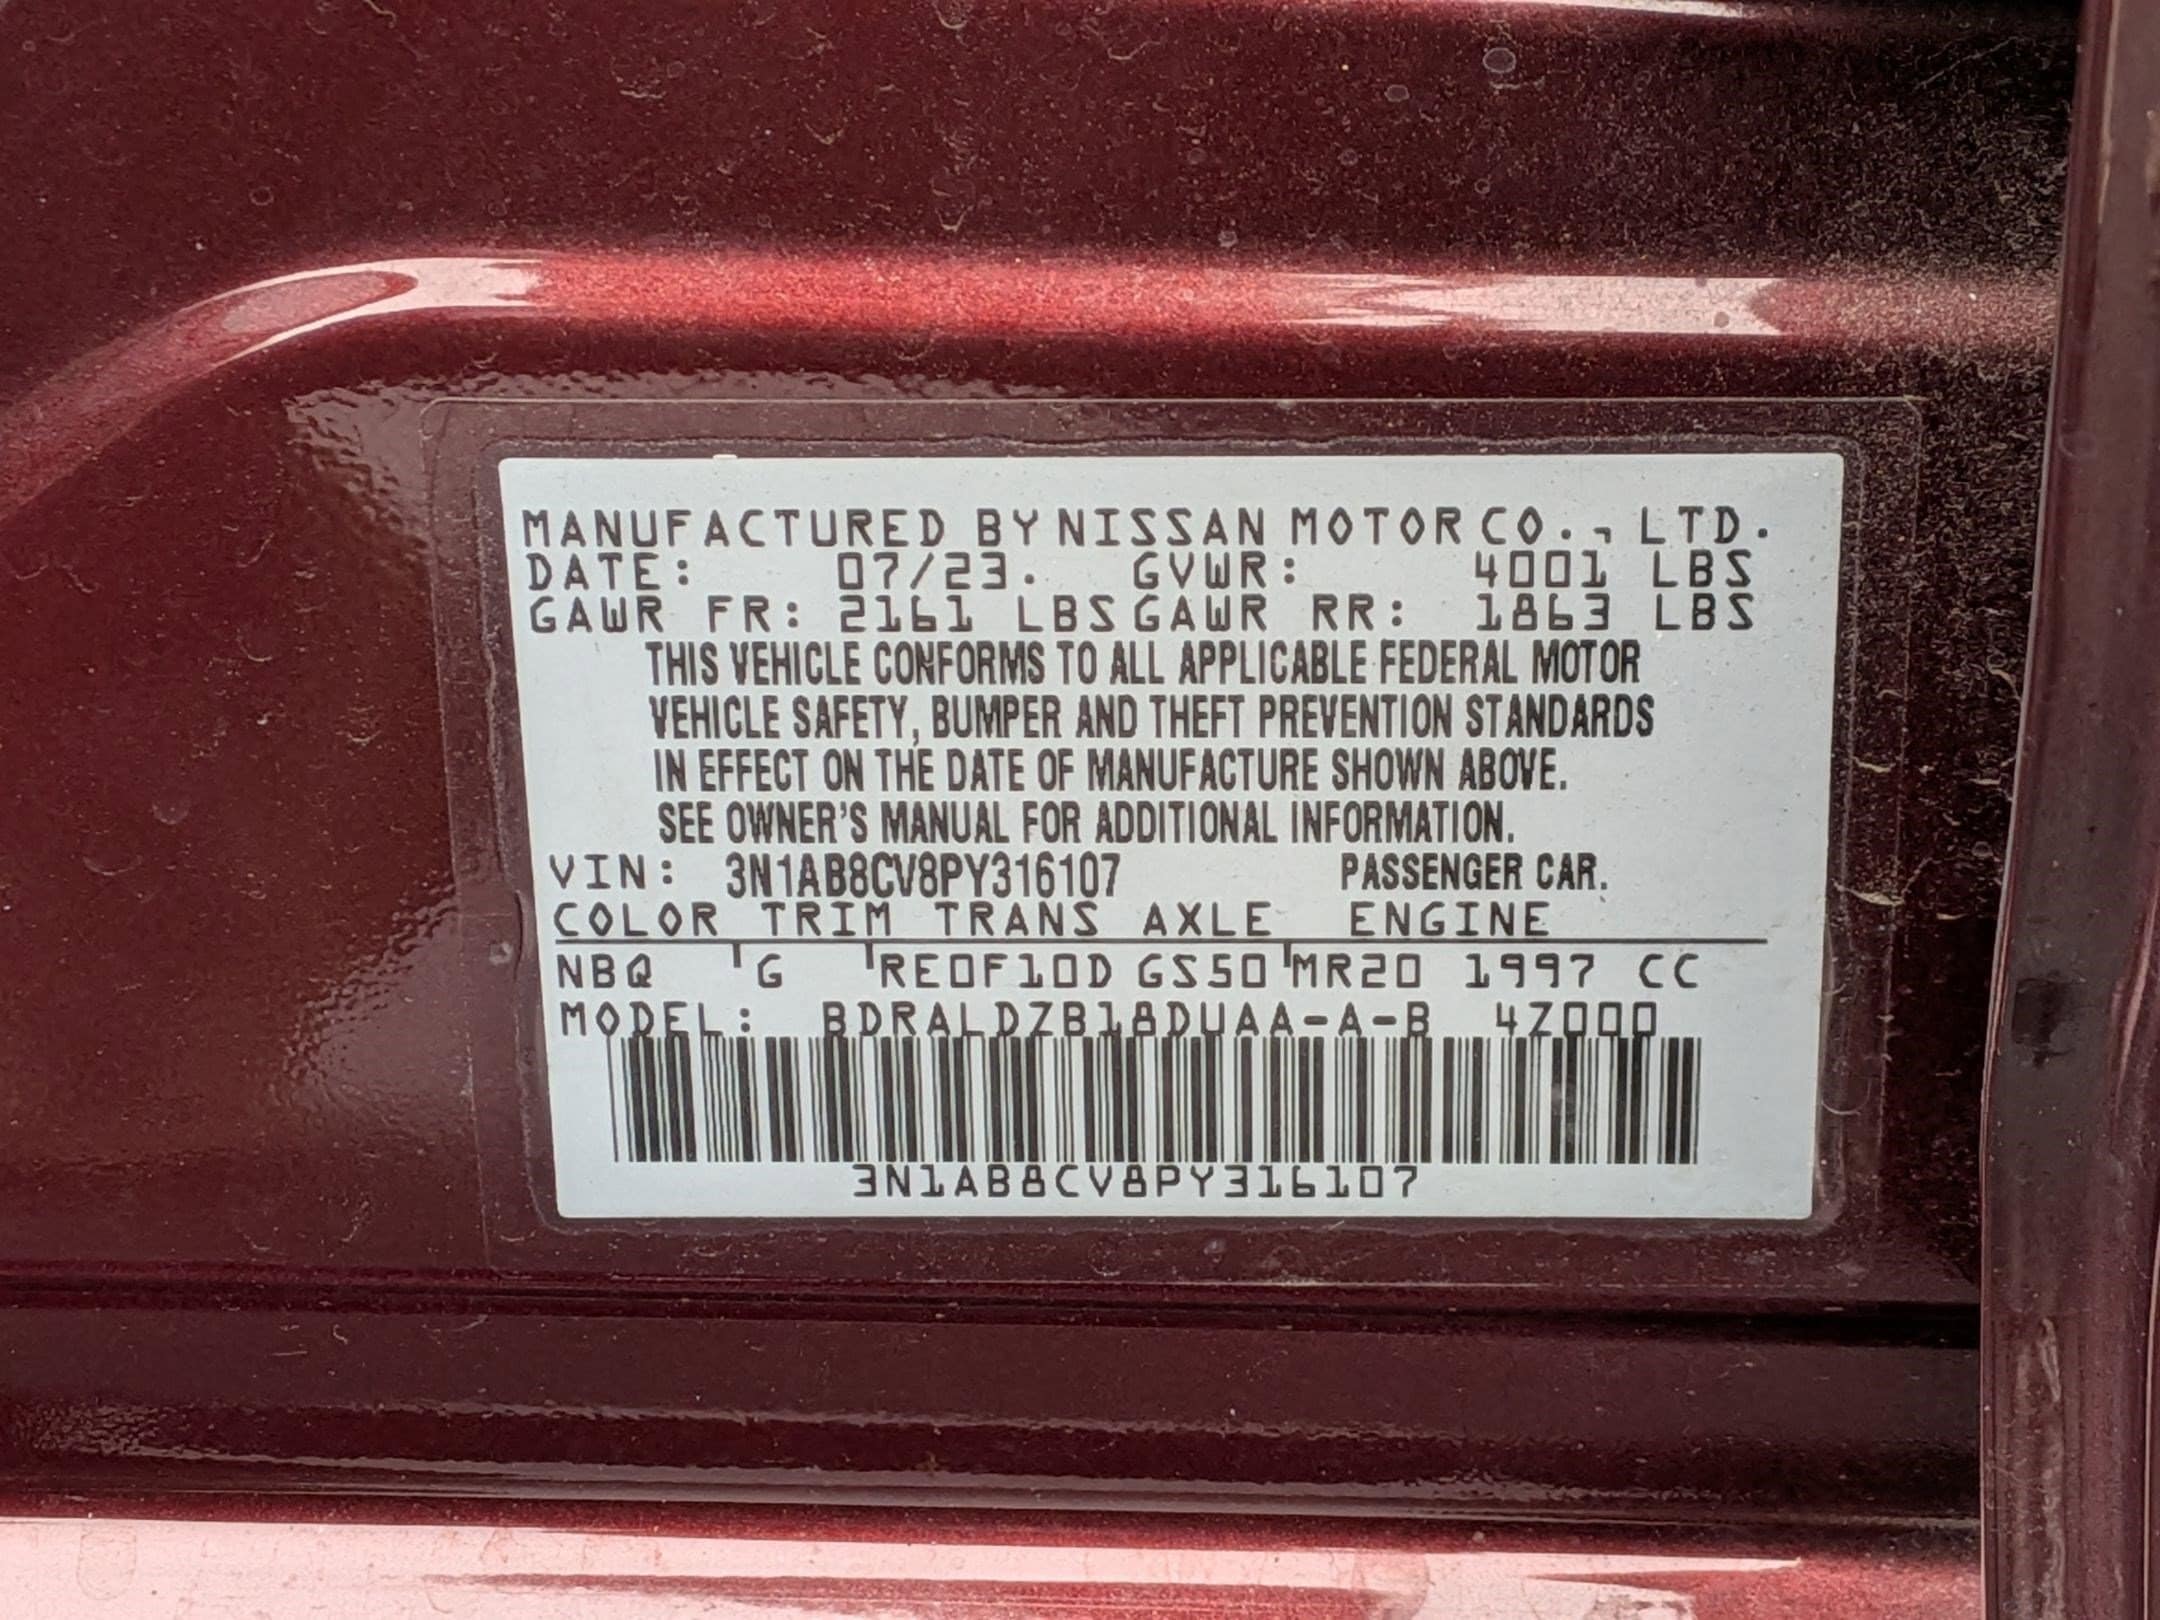 MANUFACTURED BY NISSAN MOTOR CO., LTD.
DATE: 07/23. GVWR: 4001 LBS
GAWR FR: 2161 LBS GAWR RR: 1863 LBS
THIS VEHICLE CONFORMS TO ALL APPLICABLE FEDERAL MOTOR
VEHICLE SAFETY, BUMPER AND THEFT PREVENTION STANDARDS
IN EFFECT ON THE DATE OF MANUFACTURE SHOWN ABOVE.
SEE OWNER'S MANUAL FOR ADDITIONAL INFORMATION.
VIN: 3N1AB8CV8PY316107 PASSENGER CAR.
COLOR TRIM TRANS AXLE ENGINE
NBQ G RE0F10D GS50 MR20 1997 CC
MODEL: BDRALDZB18DUAA-A-B 4Z000
3N1AB8CV8PY316107